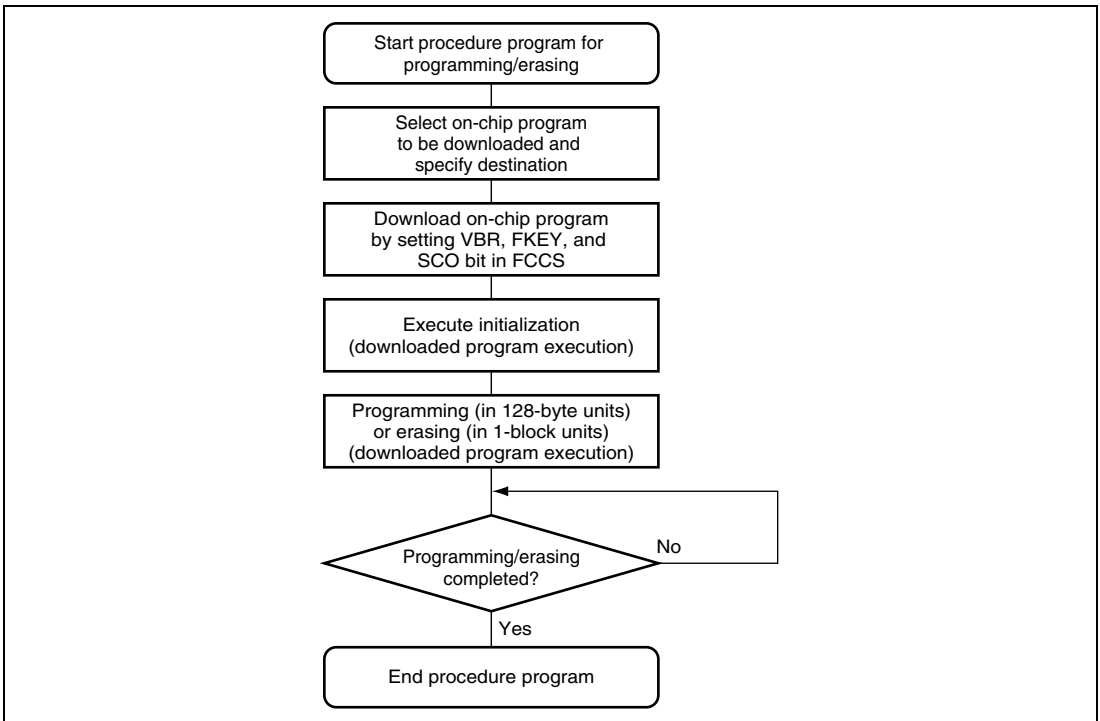 Start procedure program for
programming/erasing
Select on-chip program
to be downloaded and
specify destination
Download on-chip program
by setting VBR, FKEY, and
SCO bit in FCCS
Execute initialization
(downloaded program execution)
Programming (in 128-byte units)
or erasing (in 1-block units)
(downloaded program execution)
Programming/erasing
completed?
No
Yes
End procedure program